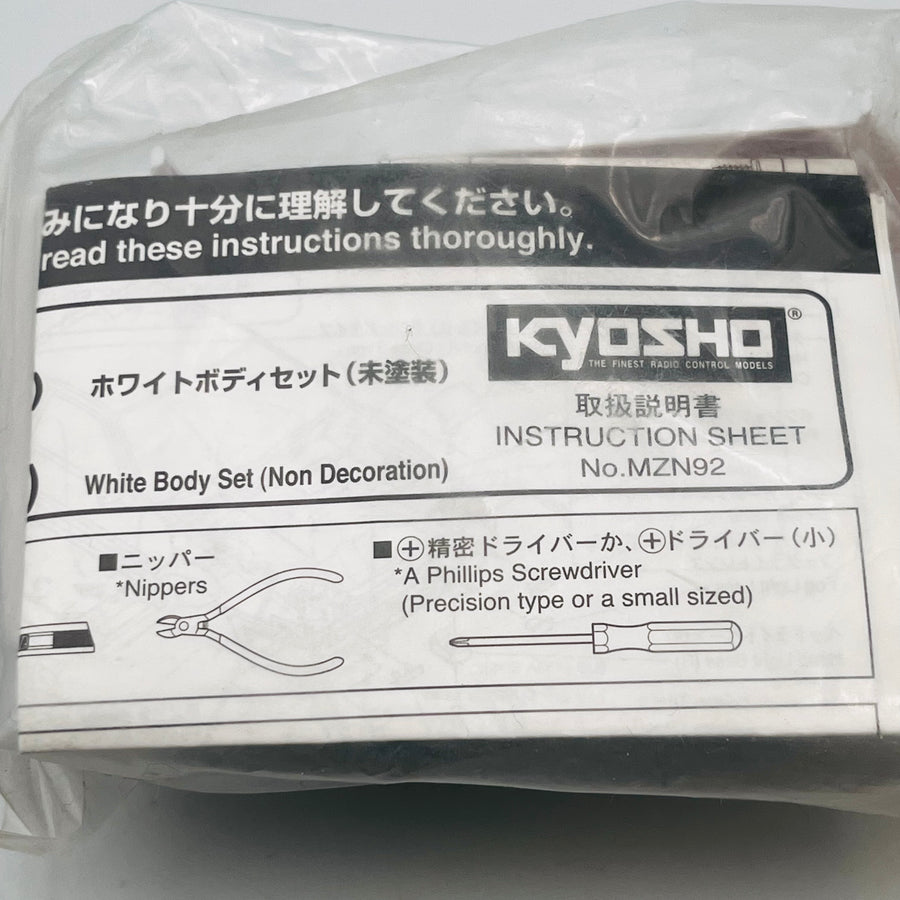 みになり十分に理解してください。
read these instructions thoroughly.
KYOSHO®
THE FINEST RADIO CONTROL MODELS
ホワイトボディセット（未塗装）
取扱説明書
INSTRUCTION SHEET
No.MZN92
White Body Set (Non Decoration)
■ニッパー
*Nippers
■⊕精密ドライバーか、⊕ドライバー（小）
*A Phillips Screwdriver
(Precision type or a small sized)